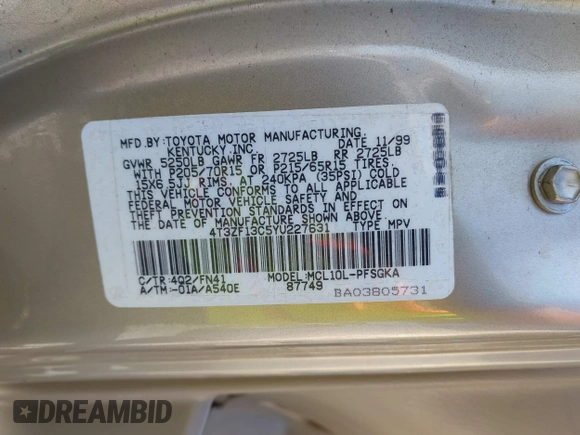 MFD.BY:TOYOTA MOTOR MANUFACTURING,
KENTUCKY,INC. DATE 11/99
GVWR 5250LB GAWR FR 2725LB RR 2725LB
WITH P205/70R15 OR P215/65R15 TIRES,
15X6.5JJ RIMS, AT 240KPA (35PSI) COLD
THIS VEHICLE CONFORMS TO ALL APPLICABLE
FEDERAL MOTOR VEHICLE SAFETY AND
THEFT PREVENTION STANDARDS IN EFFECT ON
THE DATE OF MANUFACTURE SHOWN ABOVE.
4T3ZF13C5YU227631 TYPE MPV
C/TR:4Q2/FN41 MODEL:MCL10L-PFSGKA
A/TM:-01A/A540E 87749
BA03B05731
DREAMBID